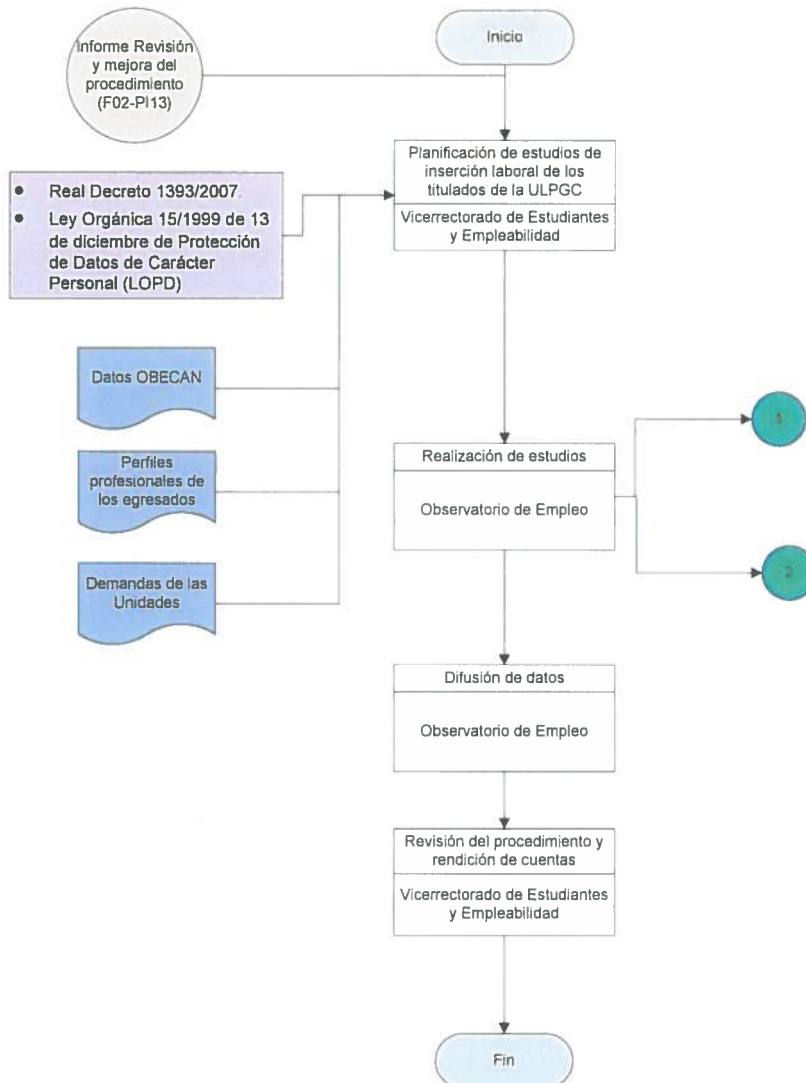 Informe Revisión
y mejora del
procedimiento
(F02-PI13)
Inicio
Planificación de estudios de
inserción laboral de los
titulados de la ULPGC
Vicerrectorado de Estudiantes
y Empleabilidad
• Real Decreto 1393/2007.
• Ley Orgánica 15/1999 de 13
de diciembre de Protección
de Datos de Carácter
Personal (LOPD)
Datos OBECAN
Perfiles
profesionales de
los egresados
Demandas de las
Unidades
Realización de estudios
Observatorio de Empleo
2
Difusión de datos
Observatorio de Empleo
Revisión del procedimiento y
rendición de cuentas
Vicerrectorado de Estudiantes
y Empleabilidad
Fin